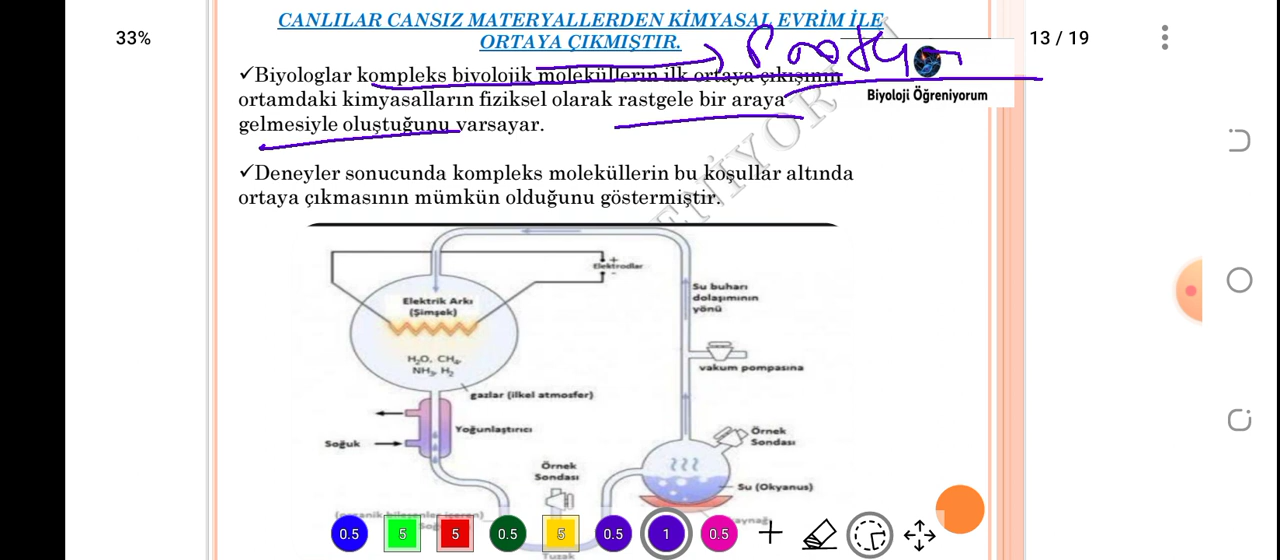 CANLILAR CANSIZ MATERYALLERDEN KİMYASAL EVRİM İLE
ORTAYA ÇIKMIŞTIR.
33%
13 / 19
✓Biyologlar kompleks biyolojik moleküllerin ilk ortaya çıkışının
ortamdaki kimyasalların fiziksel olarak rastgele bir araya
gelmesiyle oluştuğunu varsayar.
Biyoloji Öğreniyorum
✓Deneyler sonucunda kompleks moleküllerin bu koşullar altında
ortaya çıkmasının mümkün olduğunu göstermiştir.
+
Elektrodlar
-
Elektrik Arkı
(Şimşek)
H₂O, CH₄,
NH₃, H₂
gazlar (ilkel atmosfer)
Su buharı
dolaşımının
yönü
vakum pompasına
Yoğunlaştırıcı
Soğuk
Örnek
Sondası
Örnek
Sondası
Su (Okyanus)
Tuzak
0.5
5
5
0.5
5
0.5
1
0.5